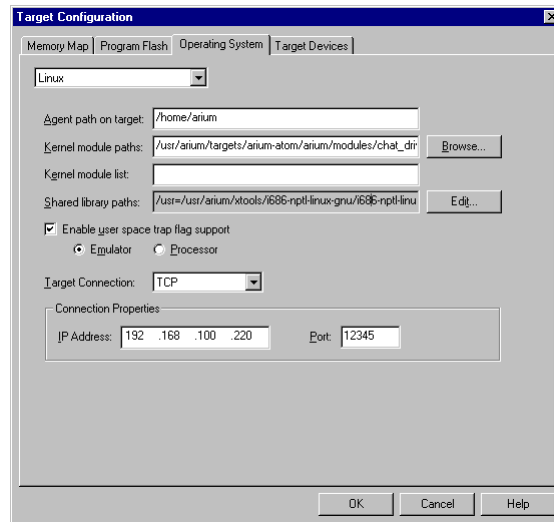 Target Configuration
Memory Map Program Flash Operating System Target Devices
Linux
Agent path on target: /home/arium
Kernel module paths: /usr/arium/targets/arium-atom/arium/modules/chat_dri Browse...
Kernel module list:
Shared library paths: /usr=/usr/arium/xtools/i686-nptl-linux-gnu/i686-nptl-linu Edit...
Enable user space trap flag support
Emulator Processor
Target Connection: TCP
Connection Properties
IP Address: 192 .168 .100 .220 Port: 12345
OK Cancel Help